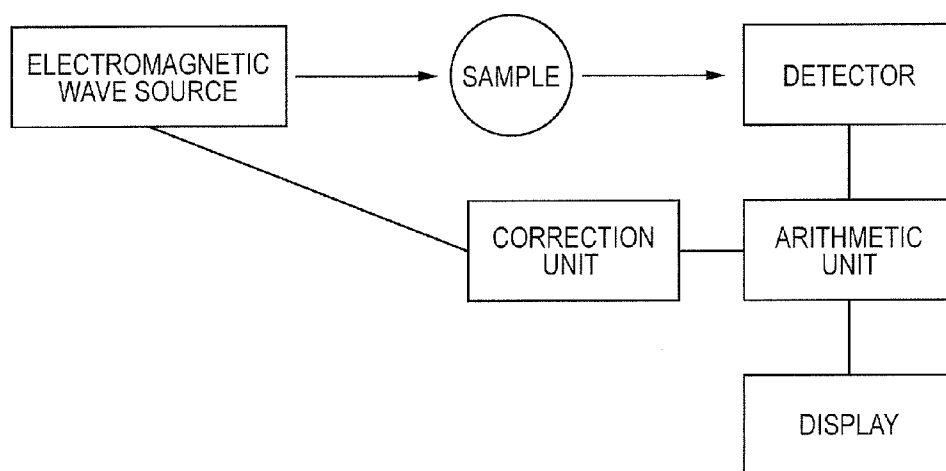 ELECTROMAGNETIC
WAVE SOURCE
SAMPLE
DETECTOR
CORRECTION
UNIT
ARITHMETIC
UNIT
DISPLAY